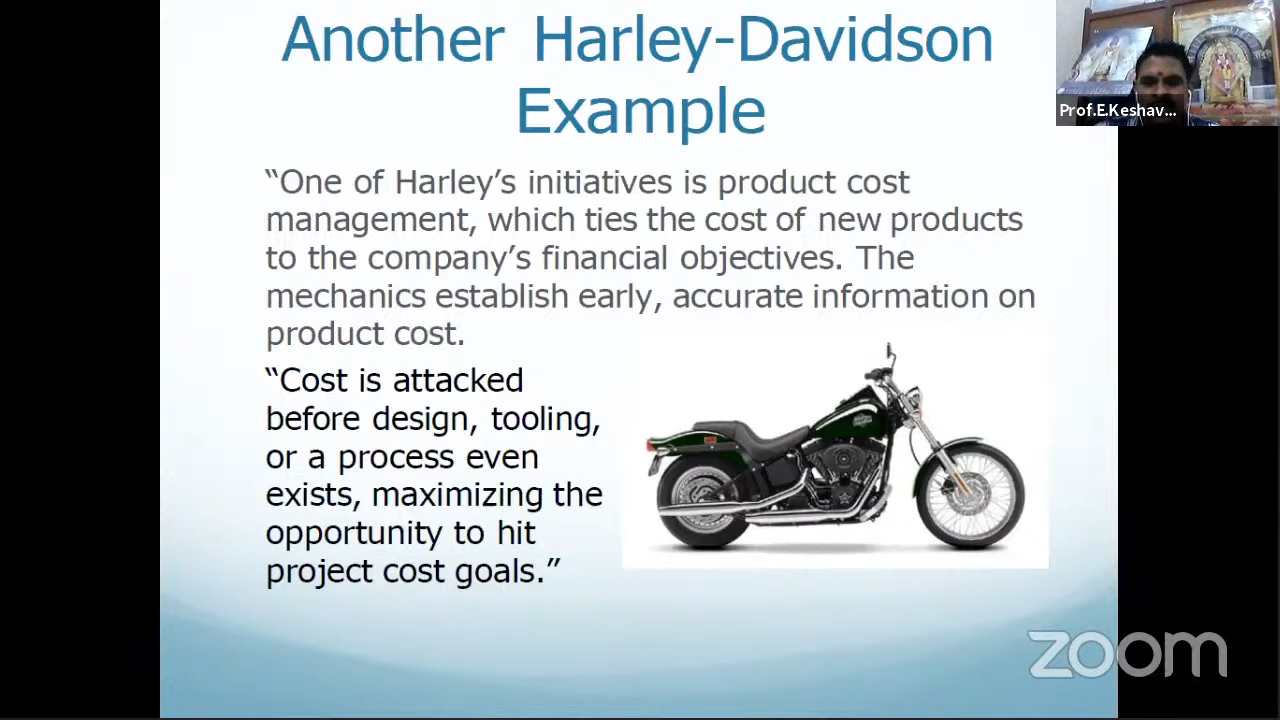 Another Harley-Davidson
Example
Prof.E.Keshav...
“One of Harley’s initiatives is product cost
management, which ties the cost of new products
to the company’s financial objectives. The
mechanics establish early, accurate information on
product cost.
“Cost is attacked
before design, tooling,
or a process even
exists, maximizing the
opportunity to hit
project cost goals.”
zoom